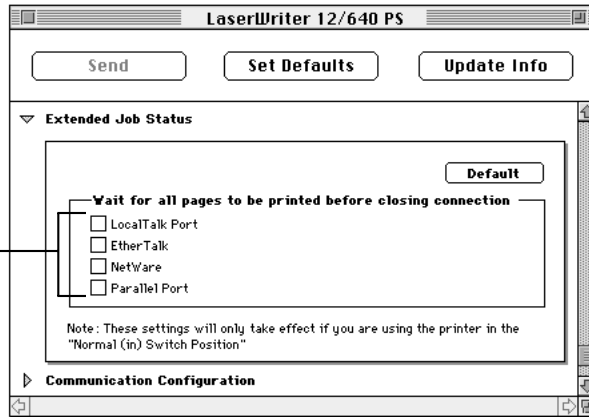 LaserWriter 12/640 PS
Send
Set Defaults
Update Info
Extended Job Status
Default
Wait for all pages to be printed before closing connection
LocalTalk Port
EtherTalk
NetWare
Parallel Port
Note: These settings will only take effect if you are using the printer in the
"Normal (in) Switch Position"
Communication Configuration